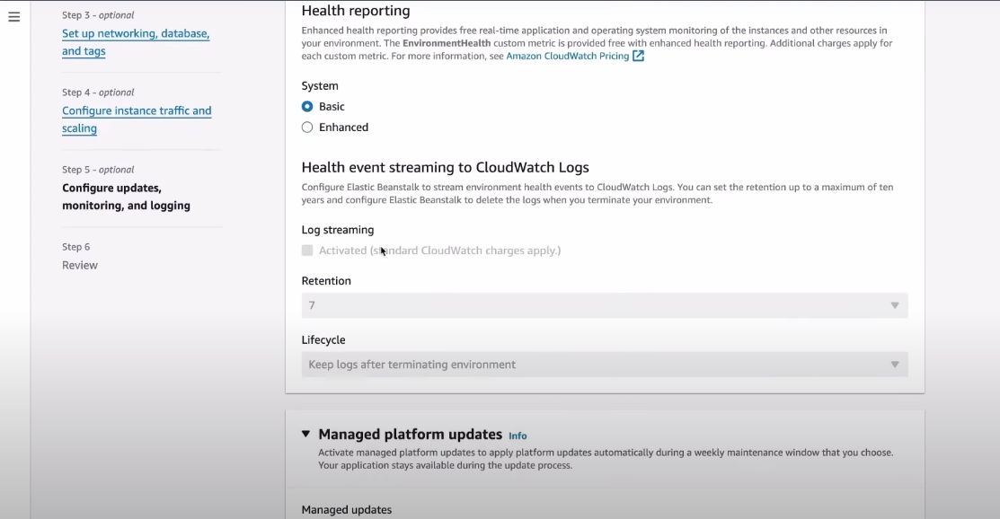 Step 3 - optional
Set up networking, database,
and tags
Step 4 - optional
Configure instance traffic and
scaling
Step 5 - optional
Configure updates,
monitoring, and logging
Step 6
Review
Health reporting
Enhanced health reporting provides free real-time application and operating system monitoring of the instances and other resources in
your environment. The EnvironmentHealth custom metric is provided free with enhanced health reporting. Additional charges apply for
each custom metric. For more information, see Amazon CloudWatch Pricing
System
Basic
Enhanced
Health event streaming to CloudWatch Logs
Configure Elastic Beanstalk to stream environment health events to CloudWatch Logs. You can set the retention up to a maximum of ten
years and configure Elastic Beanstalk to delete the logs when you terminate your environment.
Log streaming
Activated (standard CloudWatch charges apply.)
Retention
7
Lifecycle
Keep logs after terminating environment
Managed platform updates Info
Activate managed platform updates to apply platform updates automatically during a weekly maintenance window that you choose.
Your application stays available during the update process.
Managed updates